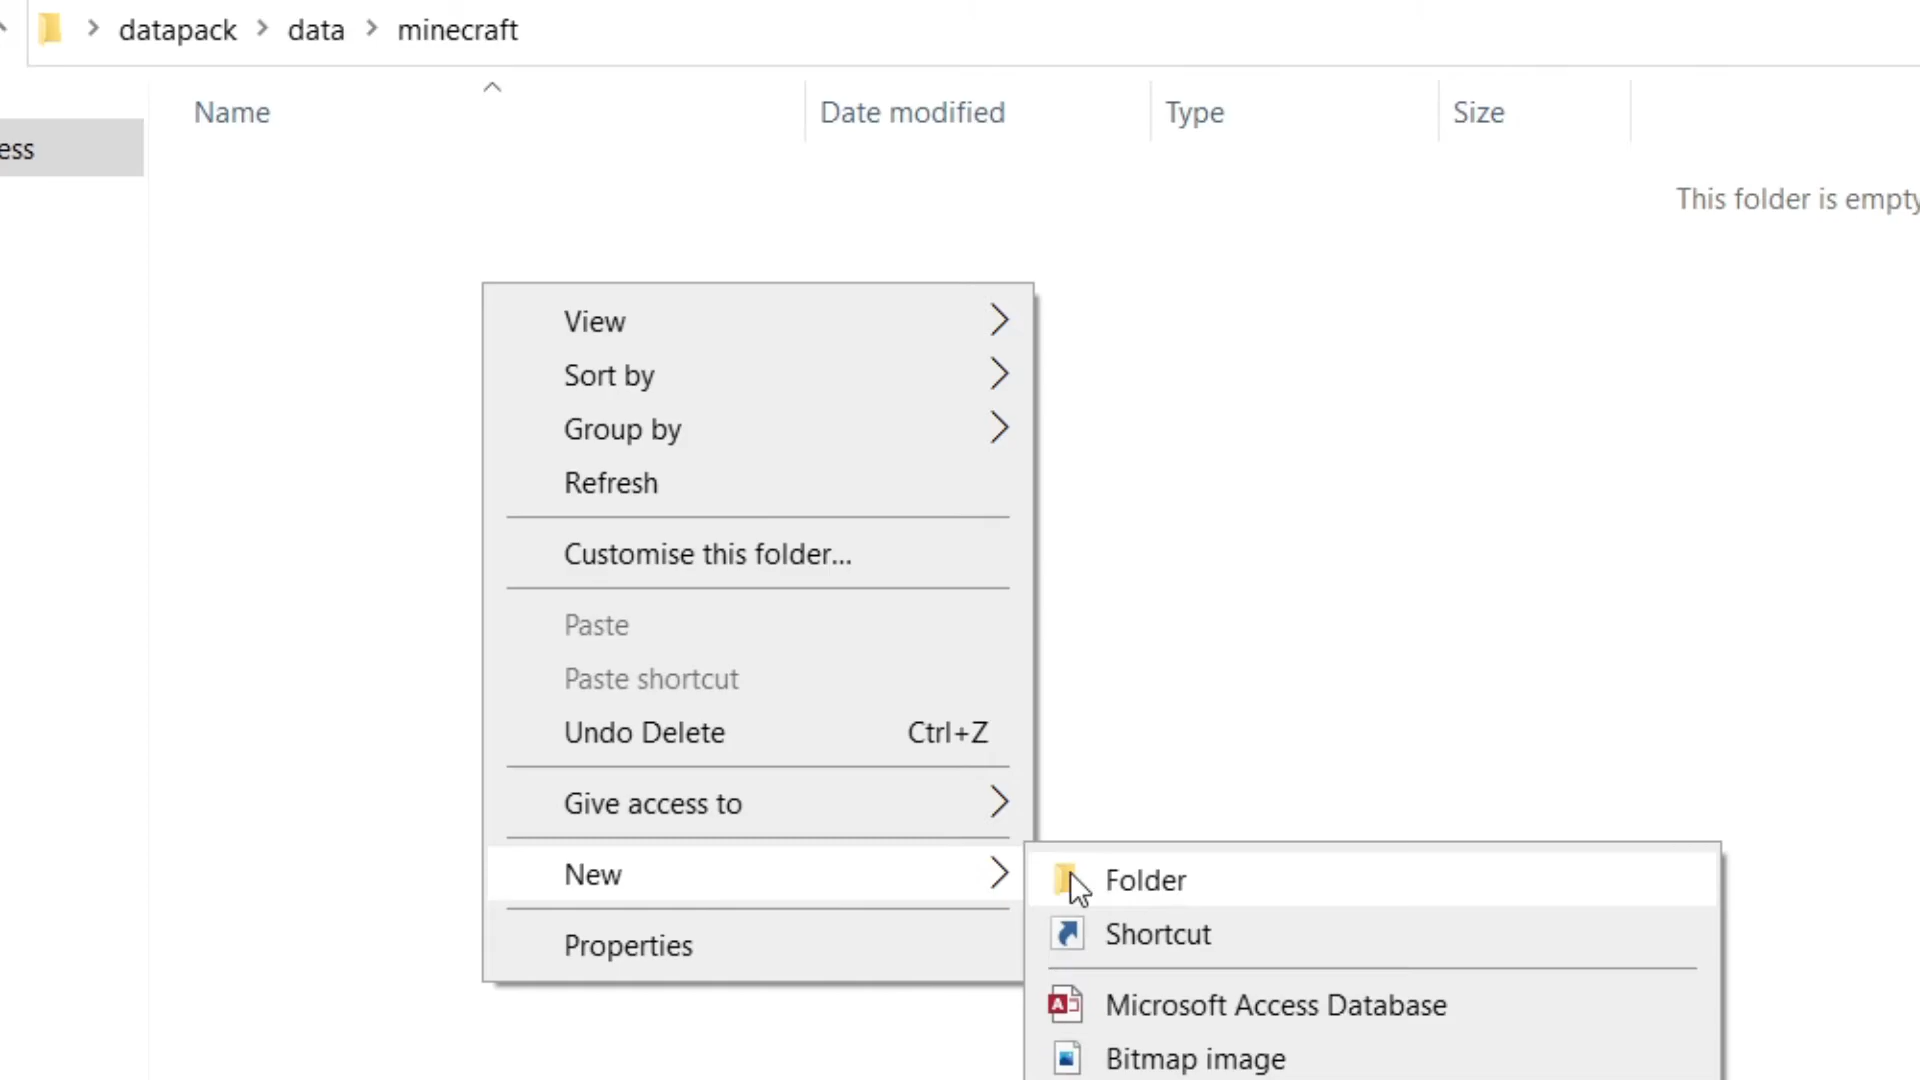 datapack > data > minecraft
Name Date modified Type Size
ess
This folder is empty
View
Sort by
Group by
Refresh
Customise this folder...
Paste
Paste shortcut
Undo Delete Ctrl+Z
Give access to
New
Properties
Folder
Shortcut
Microsoft Access Database
Bitmap image